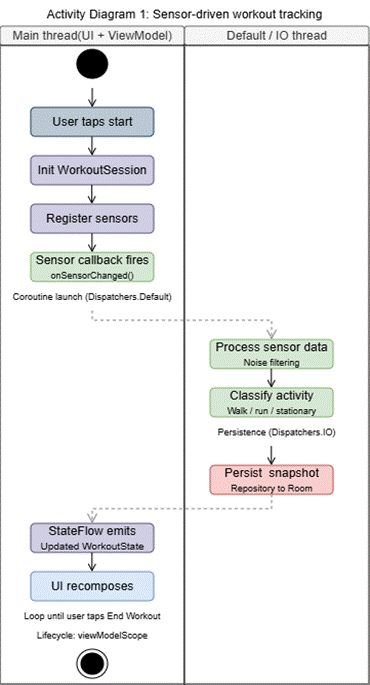 Activity Diagram 1: Sensor-driven workout tracking
Main thread(UI + ViewModel)
Default / IO thread
User taps start
Init WorkoutSession
Register sensors
Sensor callback fires
onSensorChanged()
Coroutine launch (Dispatchers.Default)
Process sensor data
Noise filtering
Classify activity
Walk / run / stationary
Persistence (Dispatchers.IO)
Persist snapshot
Repository to Room
StateFlow emits
Updated WorkoutState
UI recomposes
Loop until user taps End Workout
Lifecycle: viewModelScope